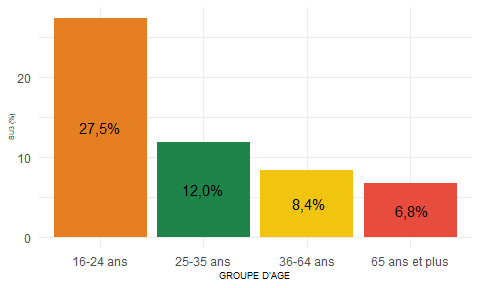 27,5%
12,0%
8,4%
6,8%
20
10
0
SU3 (%)
16-24 ans 25-35 ans 36-64 ans 65 ans et plus
GROUPE D'AGE